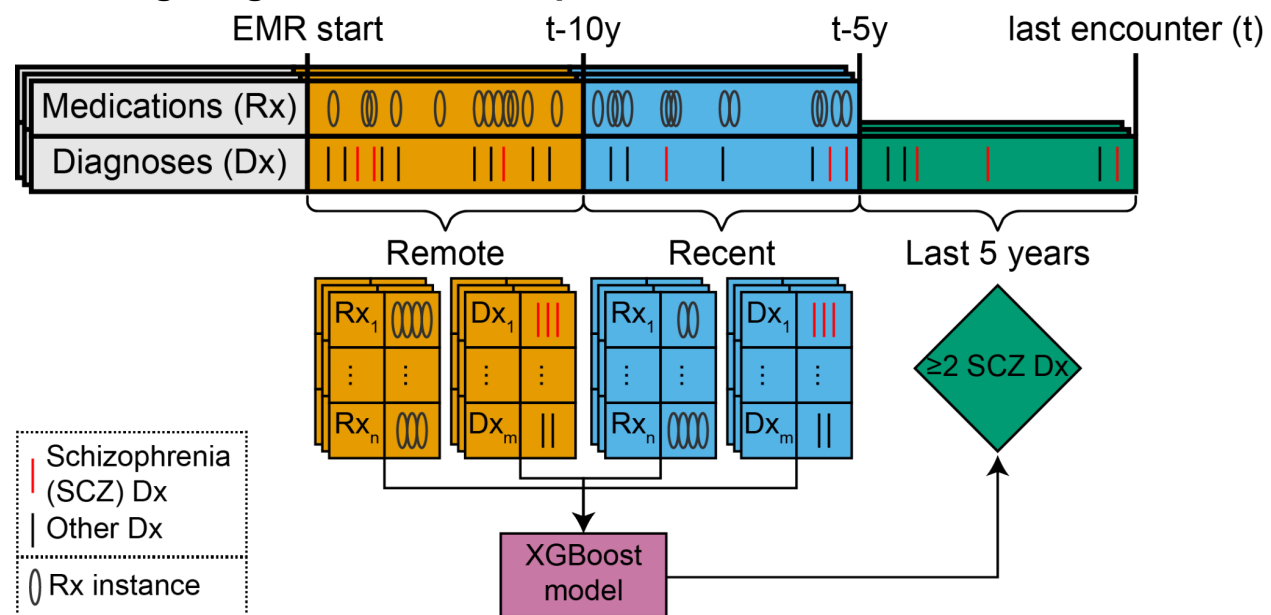 EMR start t-10y t-5y last encounter (t)
Medications (Rx)
Diagnoses (Dx)
Remote Recent Last 5 years
Rx1 Dx1 Rx1 Dx1
⋮ ⋮ ⋮ ⋮ ⋮ ⋮ ⋮ ⋮
≥2 SCZ Dx
Rxn Dxm Rxn Dxm
Schizophrenia
(SCZ) Dx
Other Dx
Rx instance
XGBoost
model